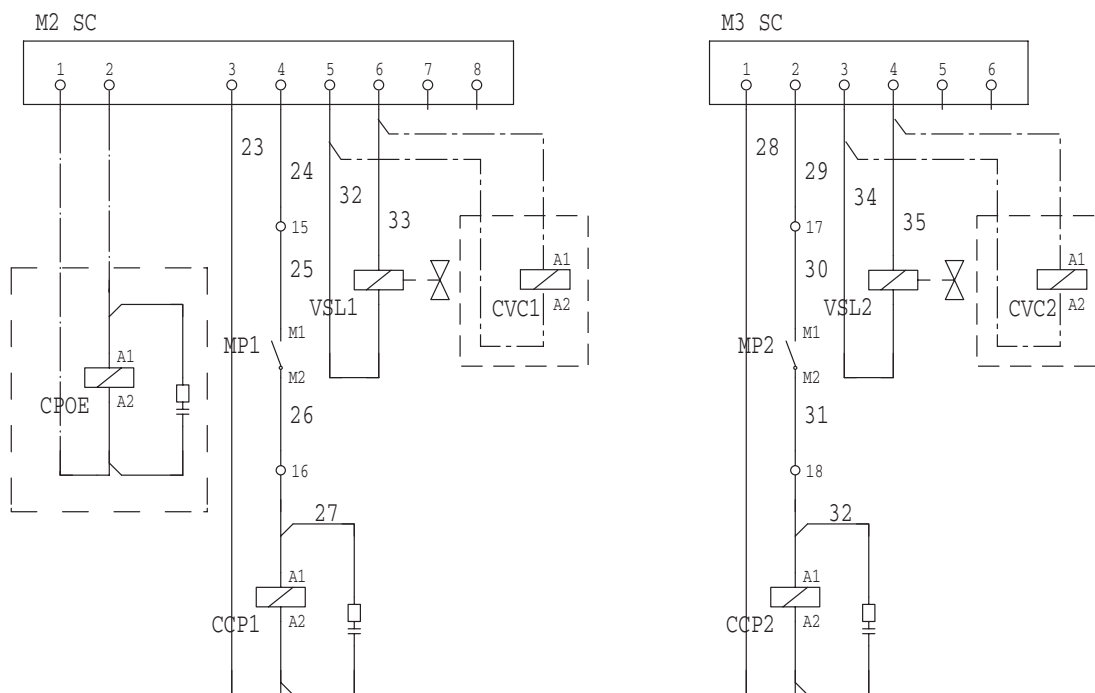 M2 SC
M3 SC
1 2 3 4 5 6 7 8
1 2 3 4 5 6
23
24
32
33
28
29
34
35
15
17
25
30
VSL1
CVC1
A1
A2
VSL2
CVC2
A1
A2
MP1
M1
M2
MP2
M1
M2
CPOE
A1
A2
26
31
16
18
27
32
CCP1
A1
A2
CCP2
A1
A2